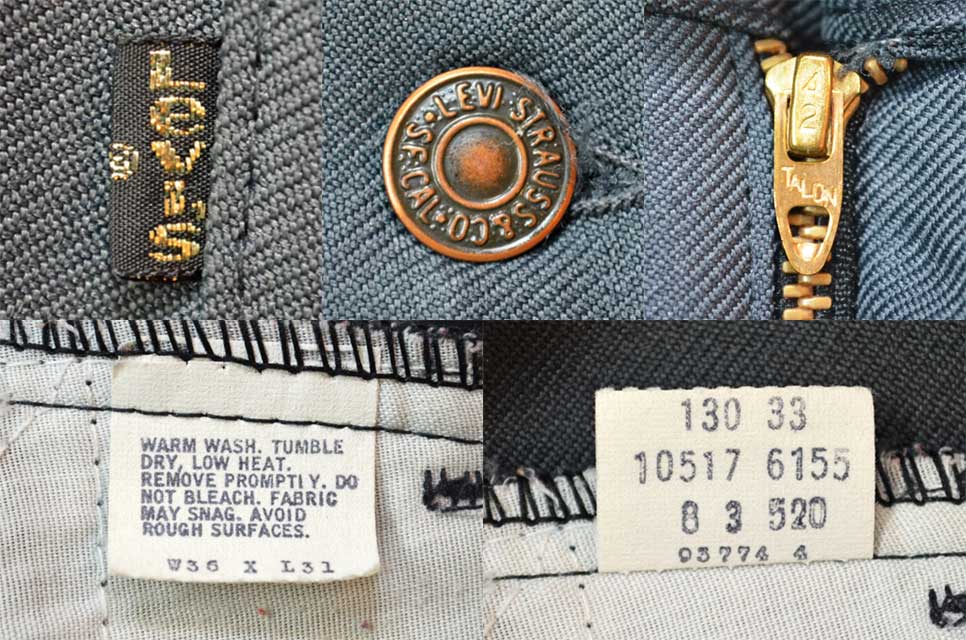 LeVI'S
®
LEVI STRAUSS & CO • S.F. CAL •
42
TALON
WARM WASH. TUMBLE
DRY, LOW HEAT.
REMOVE PROMPTLY. DO
NOT BLEACH. FABRIC
MAY SNAG. AVOID
ROUGH SURFACES.
W36 X L31
130 33
10517 6155
8 3 520
93774 4